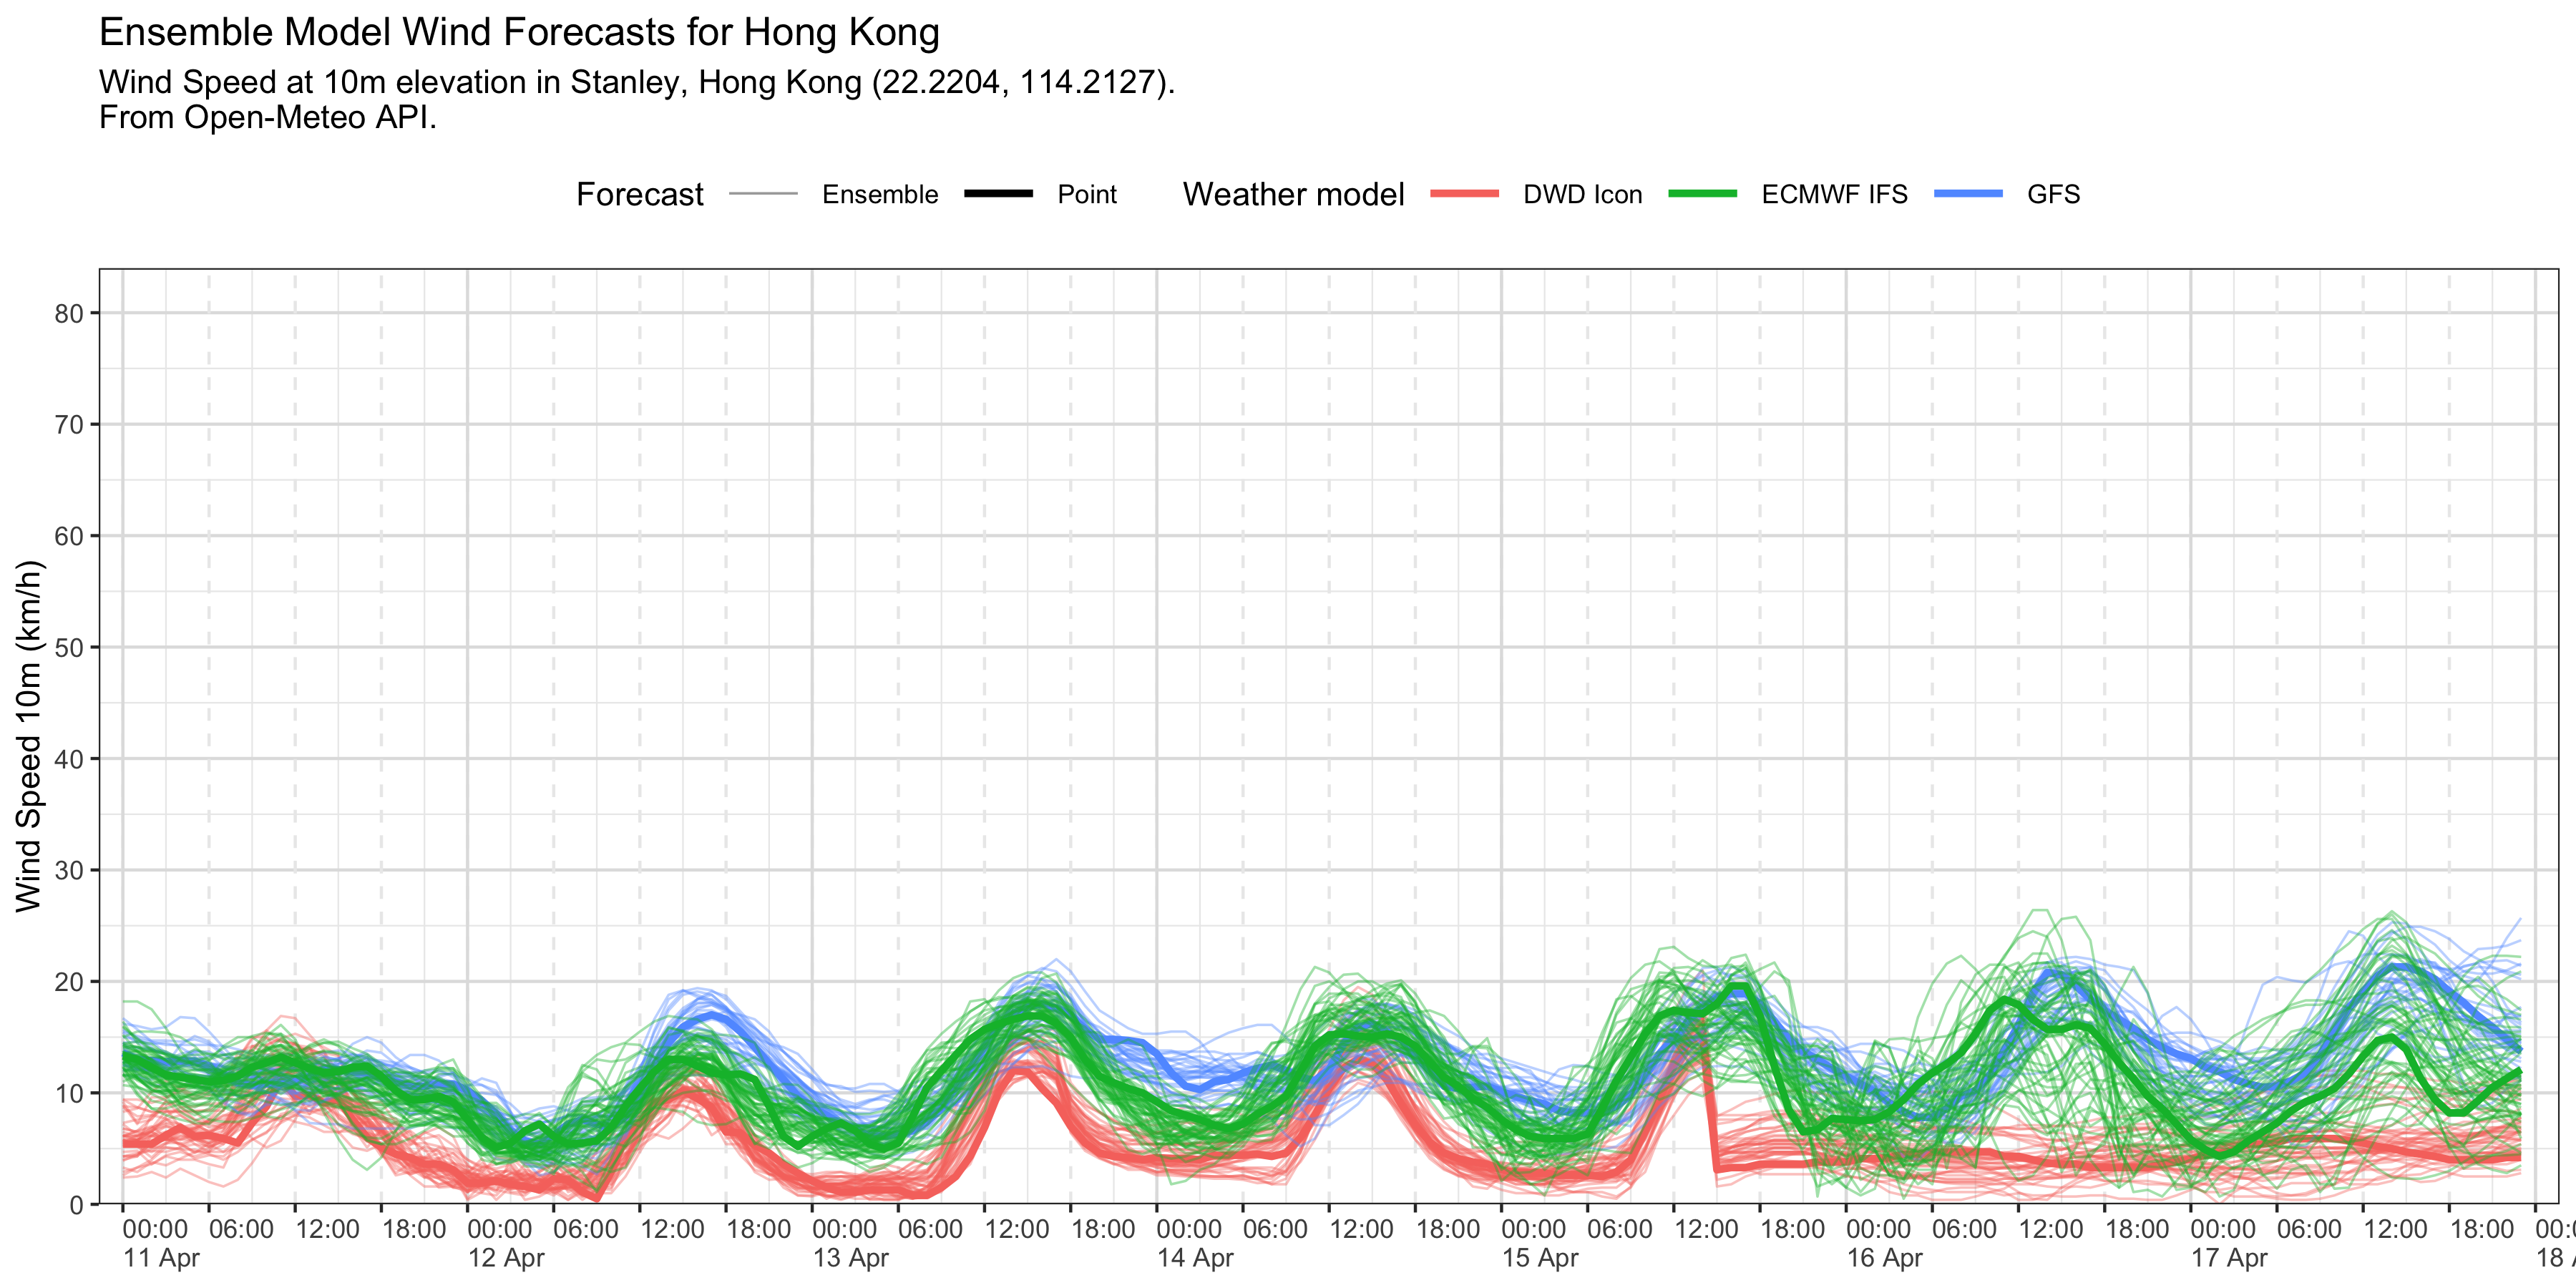 Ensemble Model Wind Forecasts for Hong Kong
Wind Speed at 10m elevation in Stanley, Hong Kong (22.2204, 114.2127).
From Open-Meteo API.
Forecast Ensemble Point Weather model DWD Icon ECMWF IFS GFS
Wind Speed 10m (km/h)
80
70
60
50
40
30
20
10
0
00:00 06:00 12:00 18:00 00:00 06:00 12:00 18:00 00:00 06:00 12:00 18:00 00:00 06:00 12:00 18:00 00:00 06:00 12:00 18:00 00:00 06:00 12:00 18:00 00:00 06:00 12:00 18:00
11 Apr 12 Apr 13 Apr 14 Apr 15 Apr 16 Apr 17 Apr 18